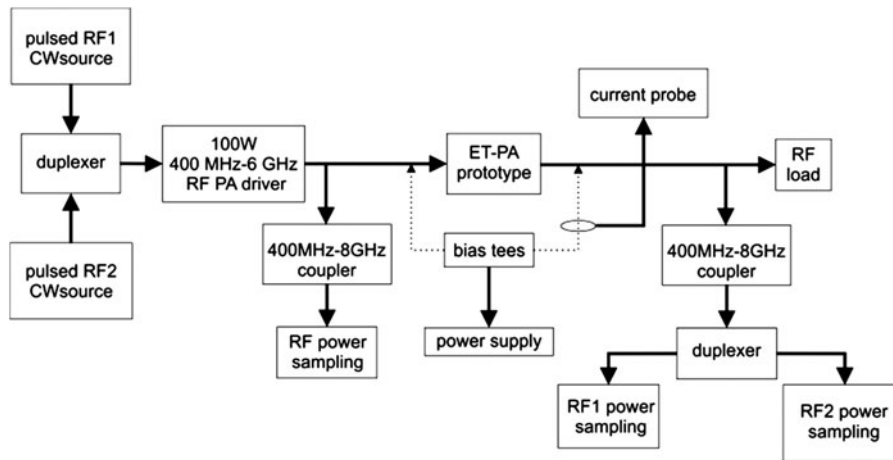 pulsed RF1
CWsource
current probe
duplexer
100W
400 MHz-6 GHz
RF PA driver
ET-PA
prototype
RF
load
pulsed RF2
CWsource
400MHz-8GHz
coupler
bias tees
400MHz-8GHz
coupler
RF power
sampling
power supply
duplexer
RF1 power
sampling
RF2 power
sampling